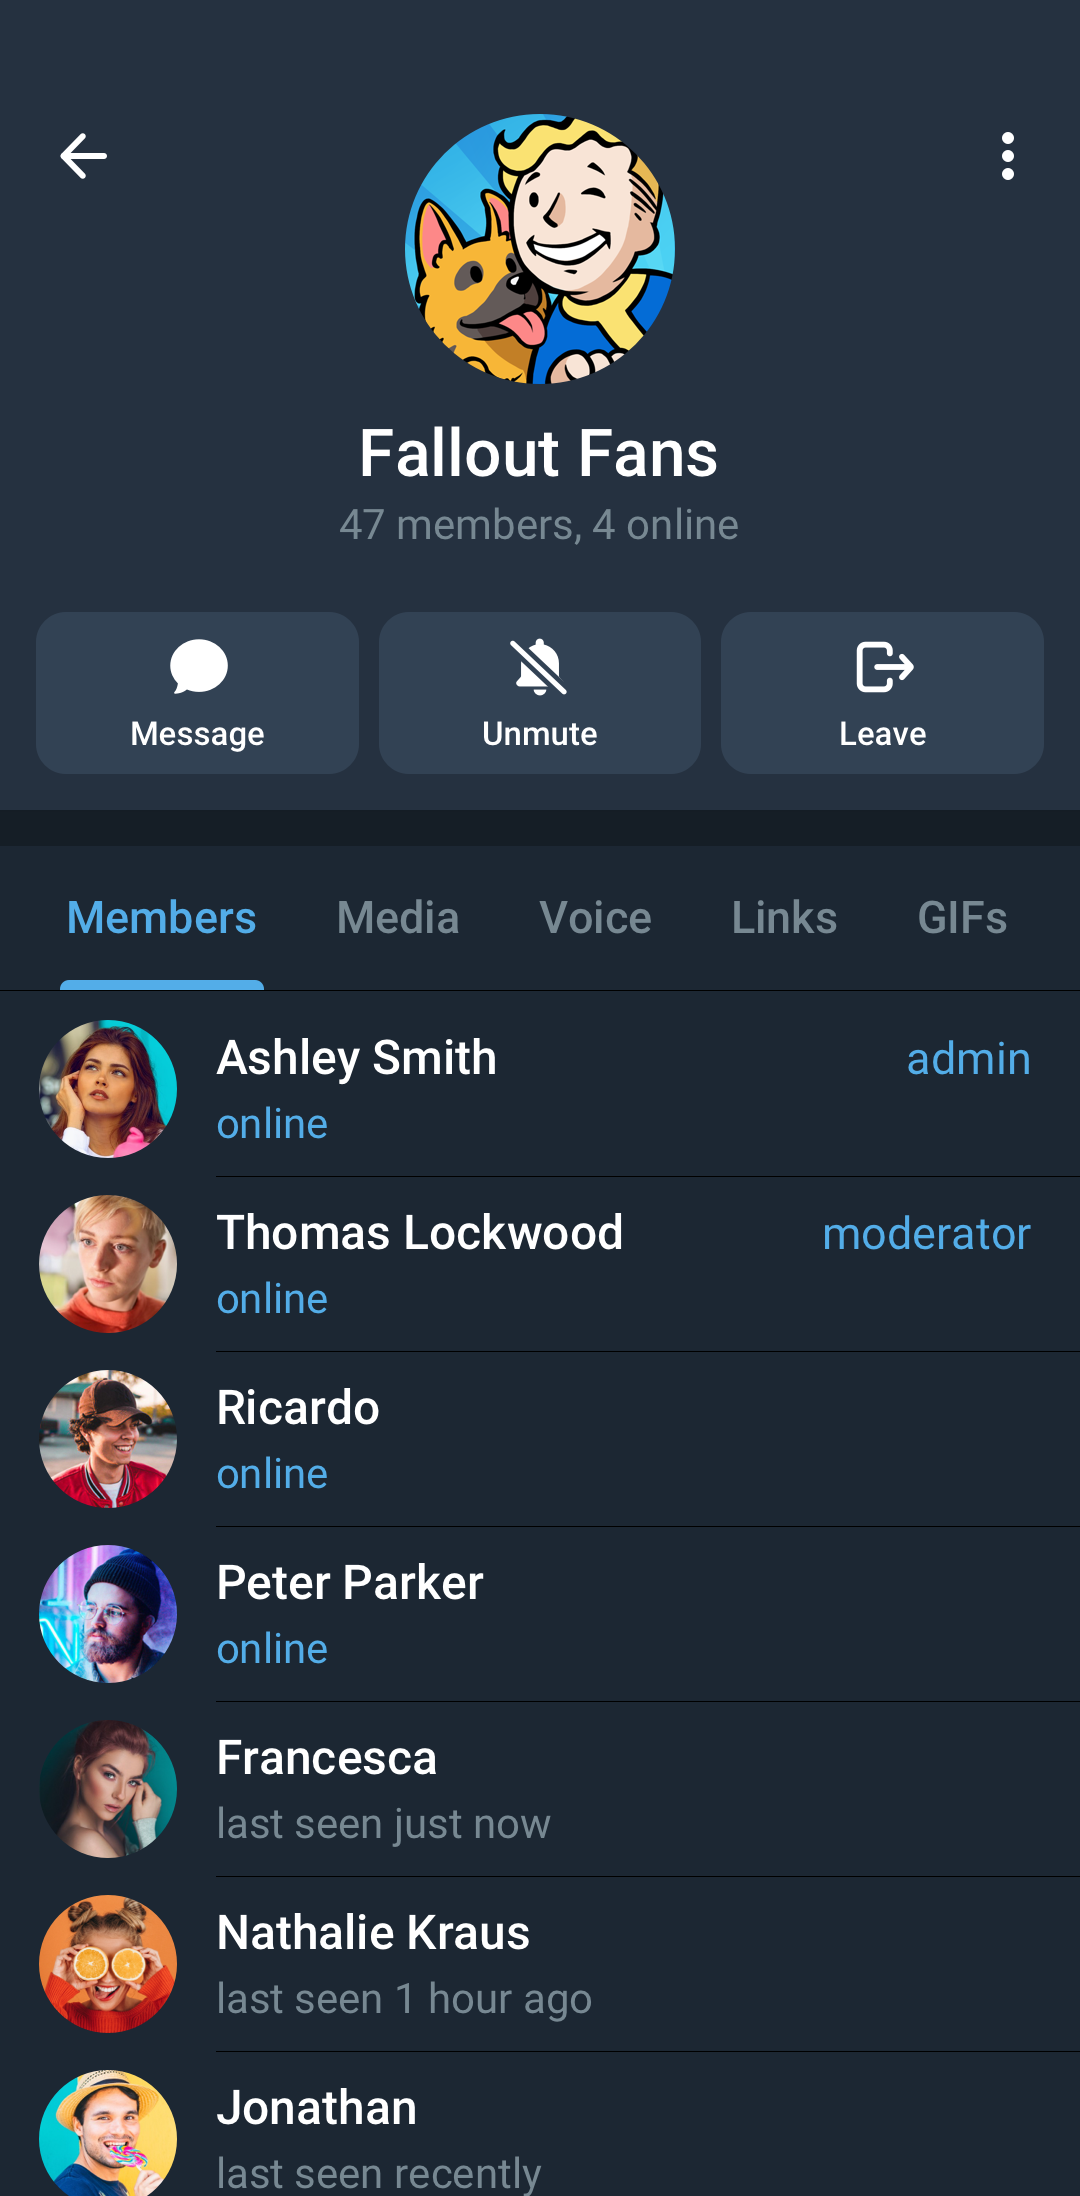 Fallout Fans
47 members, 4 online
Message Unmute Leave
Members Media Voice Links GIFs
Ashley Smith admin
online
Thomas Lockwood moderator
online
Ricardo
online
Peter Parker
online
Francesca
last seen just now
Nathalie Kraus
last seen 1 hour ago
Jonathan
last seen recently